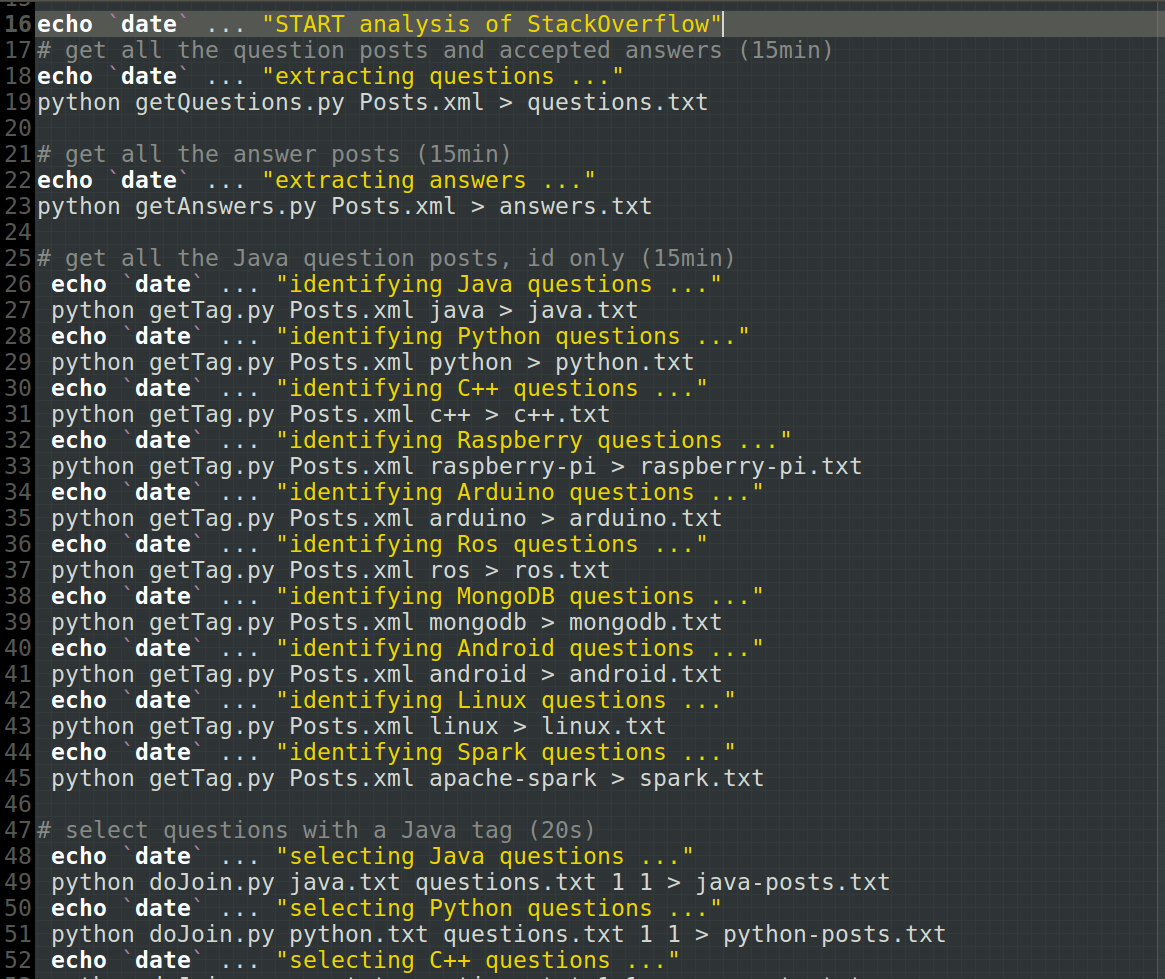 16 echo `date` ... "START analysis of StackOverflow"
17 # get all the question posts and accepted answers (15min)
18 echo `date` ... "extracting questions ..."
19 python getQuestions.py Posts.xml > questions.txt
20
21 # get all the answer posts (15min)
22 echo `date` ... "extracting answers ..."
23 python getAnswers.py Posts.xml > answers.txt
24
25 # get all the Java question posts, id only (15min)
26  echo `date` ... "identifying Java questions ..."
27  python getTag.py Posts.xml java > java.txt
28  echo `date` ... "identifying Python questions ..."
29  python getTag.py Posts.xml python > python.txt
30  echo `date` ... "identifying C++ questions ..."
31  python getTag.py Posts.xml c++ > c++.txt
32  echo `date` ... "identifying Raspberry questions ..."
33  python getTag.py Posts.xml raspberry-pi > raspberry-pi.txt
34  echo `date` ... "identifying Arduino questions ..."
35  python getTag.py Posts.xml arduino > arduino.txt
36  echo `date` ... "identifying Ros questions ..."
37  python getTag.py Posts.xml ros > ros.txt
38  echo `date` ... "identifying MongoDB questions ..."
39  python getTag.py Posts.xml mongodb > mongodb.txt
40  echo `date` ... "identifying Android questions ..."
41  python getTag.py Posts.xml android > android.txt
42  echo `date` ... "identifying Linux questions ..."
43  python getTag.py Posts.xml linux > linux.txt
44  echo `date` ... "identifying Spark questions ..."
45  python getTag.py Posts.xml apache-spark > spark.txt
46
47 # select questions with a Java tag (20s)
48  echo `date` ... "selecting Java questions ..."
49  python doJoin.py java.txt questions.txt 1 1 > java-posts.txt
50  echo `date` ... "selecting Python questions ..."
51  python doJoin.py python.txt questions.txt 1 1 > python-posts.txt
52  echo `date` ... "selecting C++ questions ..."